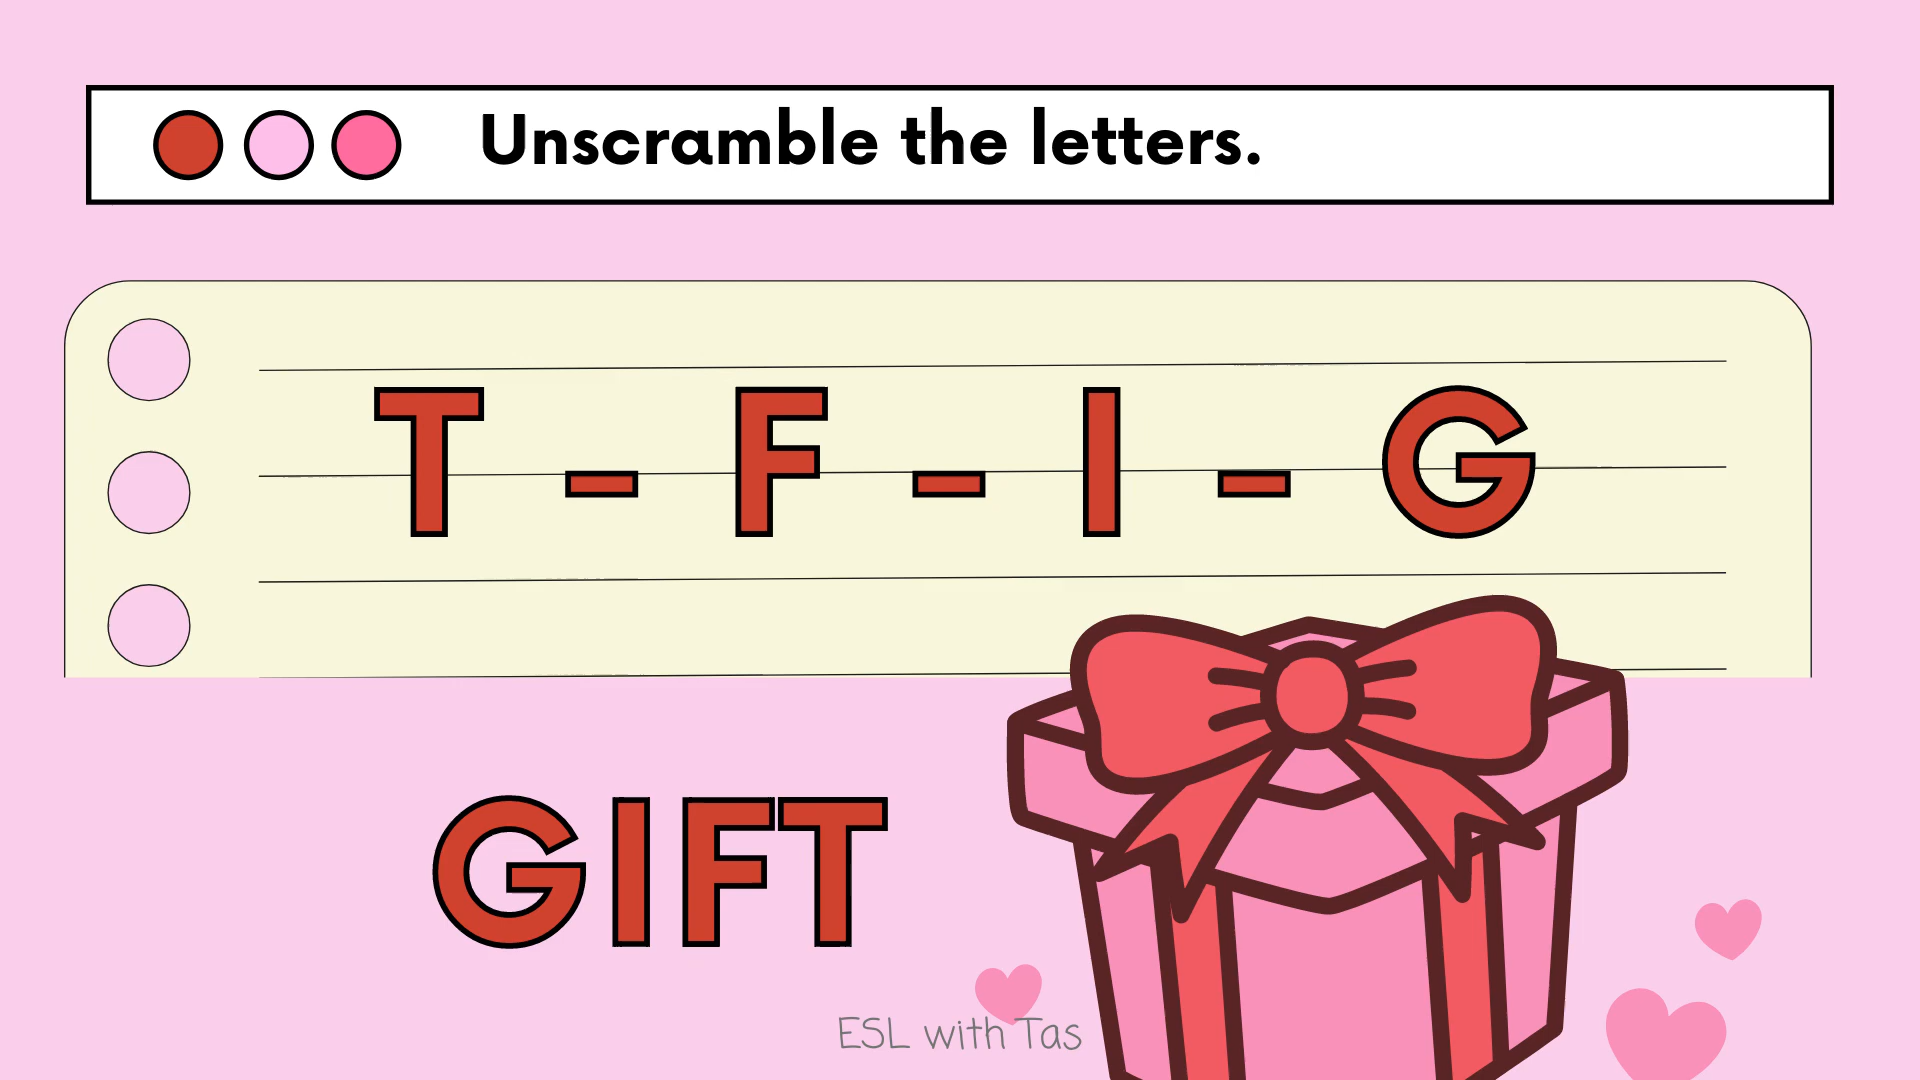 Unscramble the letters.
T - F - I - G
GIFT
ESL with Tas